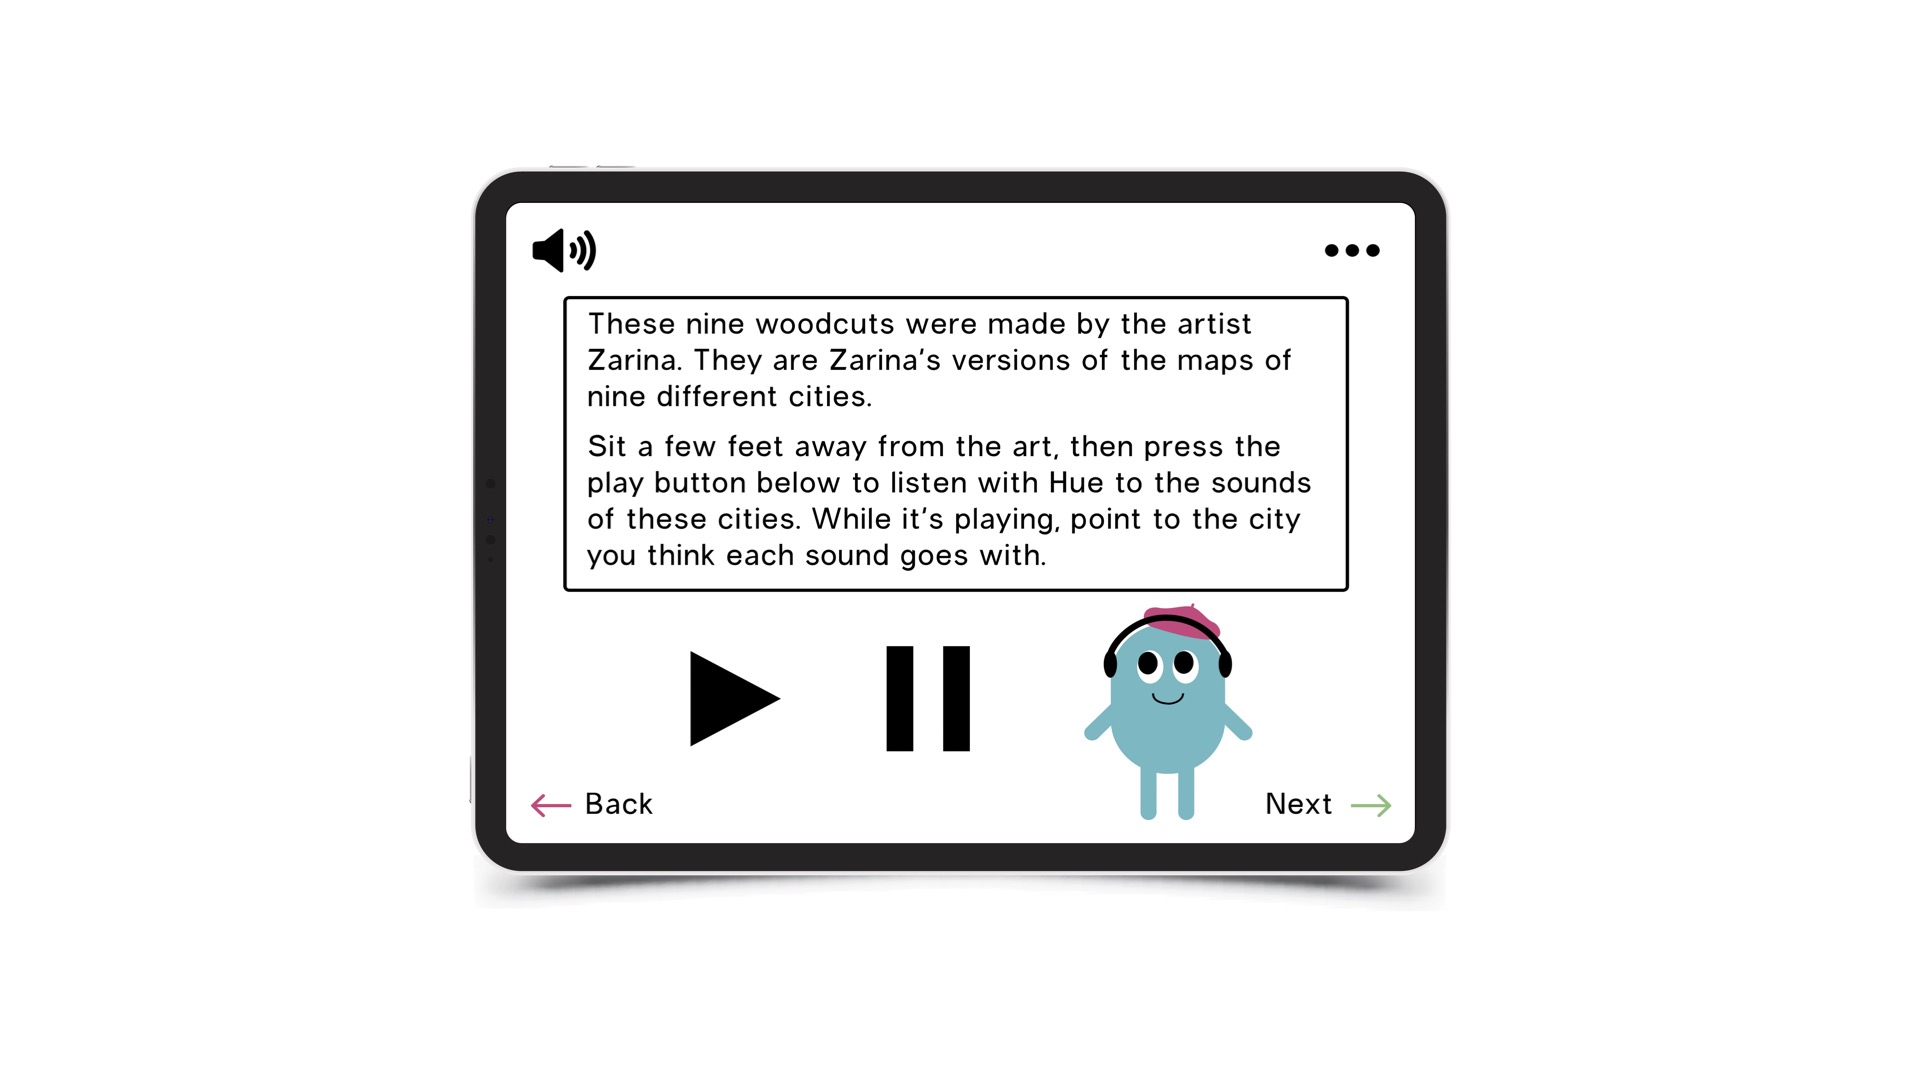 These nine woodcuts were made by the artist
Zarina. They are Zarina’s versions of the maps of
nine different cities.
Sit a few feet away from the art, then press the
play button below to listen with Hue to the sounds
of these cities. While it’s playing, point to the city
you think each sound goes with.
Back
Next